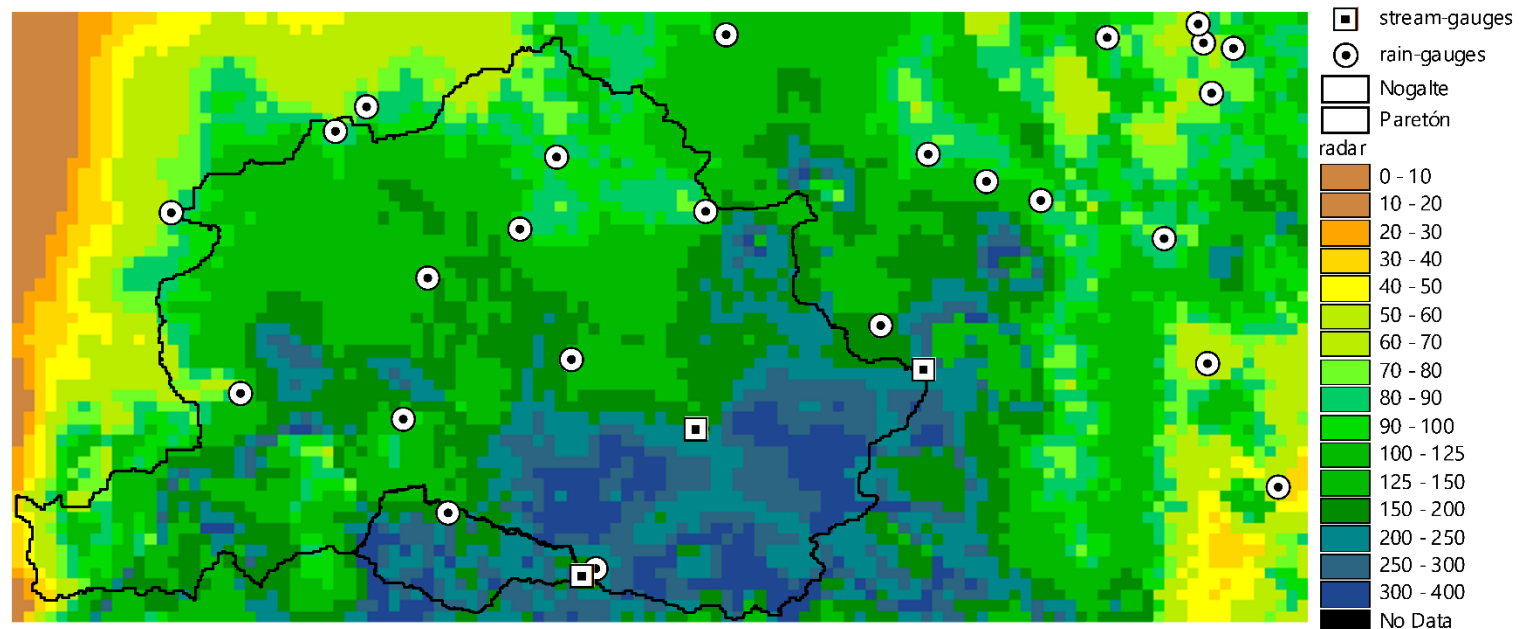 stream-gauges
rain-gauges
Nogalte
Paretón
radar
0 - 10
10 - 20
20 - 30
30 - 40
40 - 50
50 - 60
60 - 70
70 - 80
80 - 90
90 - 100
100 - 125
125 - 150
150 - 200
200 - 250
250 - 300
300 - 400
No Data